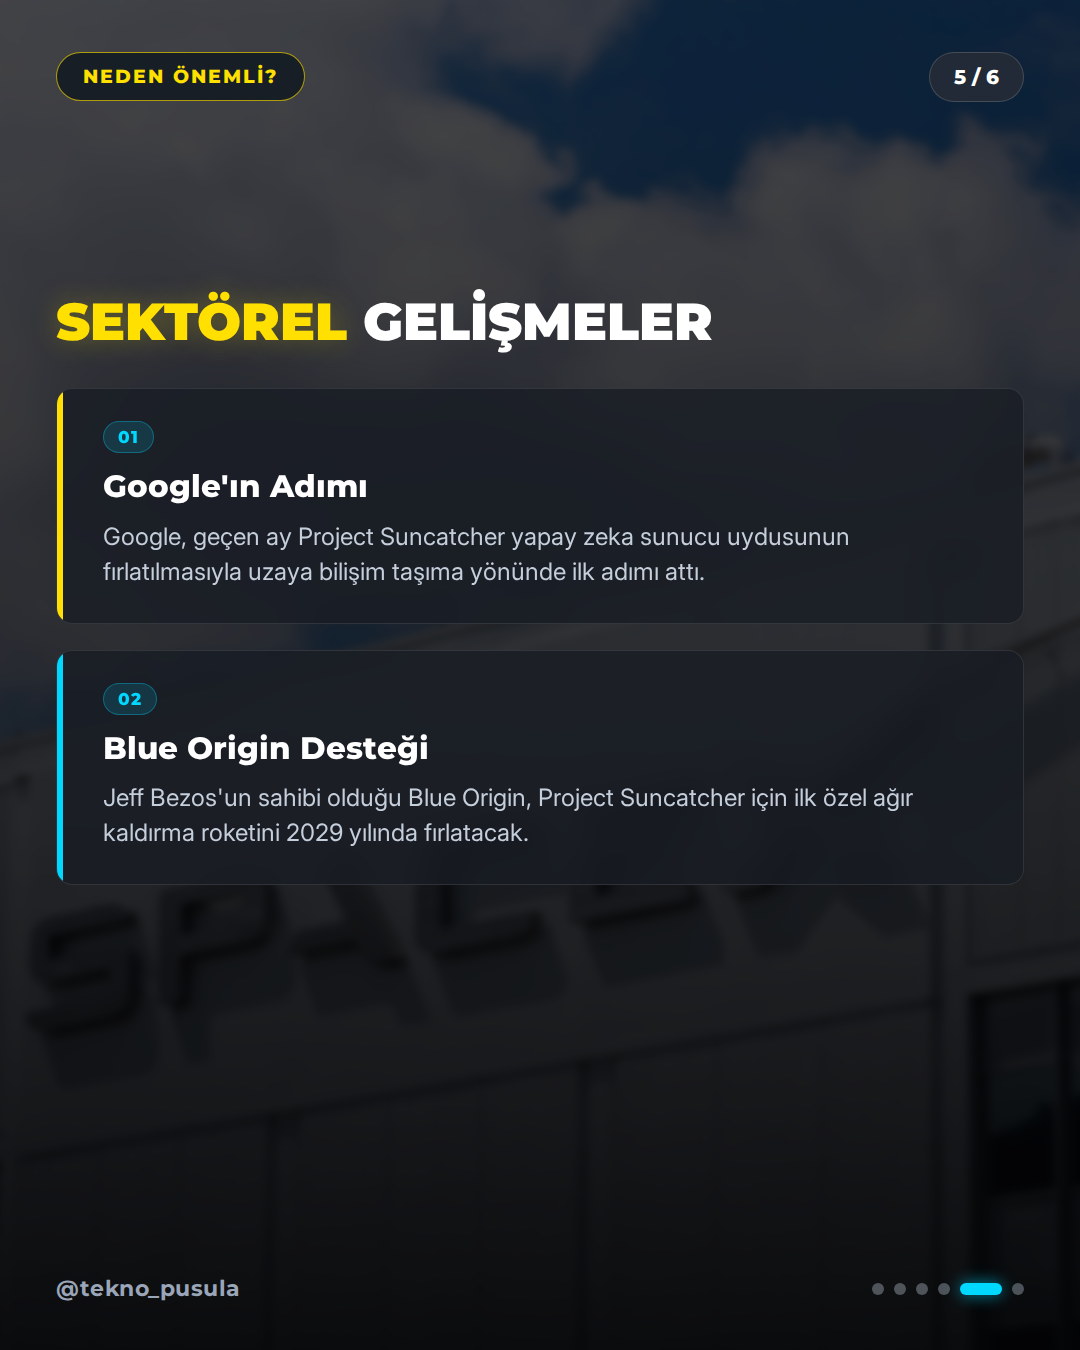 NEDEN ÖNEMLİ?
5 / 6
SEKTÖREL GELİŞMELER
01
Google'ın Adımı
Google, geçen ay Project Suncatcher yapay zeka sunucu uydusunun
fırlatılmasıyla uzaya bilişim taşıma yönünde ilk adımı attı.
02
Blue Origin Desteği
Jeff Bezos'un sahibi olduğu Blue Origin, Project Suncatcher için ilk özel ağır
kaldırma roketini 2029 yılında fırlatacak.
@tekno_pusula